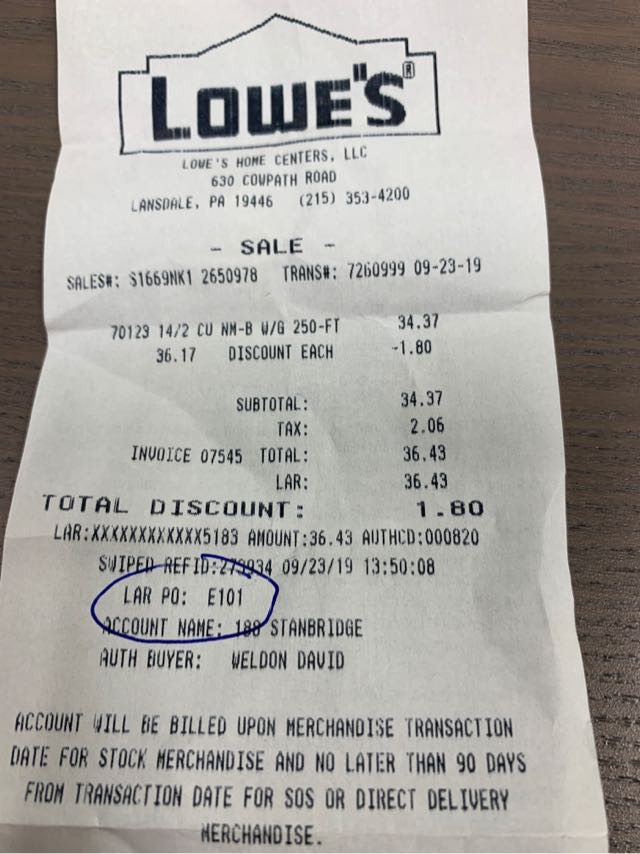 LOWE'S®
LOWE'S HOME CENTERS, LLC
630 COWPATH ROAD
LANSDALE, PA 19446 (215) 353-4200
- SALE -
SALES#: S1669NK1 2650978 TRANS#: 7260999 09-23-19
70123 14/2 CU NM-B W/G 250-FT 34.37
36.17 DISCOUNT EACH -1.80
SUBTOTAL: 34.37
TAX: 2.06
INVOICE 07545 TOTAL: 36.43
LAR: 36.43
TOTAL DISCOUNT: 1.80
LAR:XXXXXXXXXXXX5183 AMOUNT:36.43 AUTHCD:000820
SWIPED REFID:273934 09/23/19 13:50:08
LAR PO: E101
ACCOUNT NAME: 188 STANBRIDGE
AUTH BUYER: WELDON DAVID
ACCOUNT WILL BE BILLED UPON MERCHANDISE TRANSACTION
DATE FOR STOCK MERCHANDISE AND NO LATER THAN 90 DAYS
FROM TRANSACTION DATE FOR SOS OR DIRECT DELIVERY
MERCHANDISE.